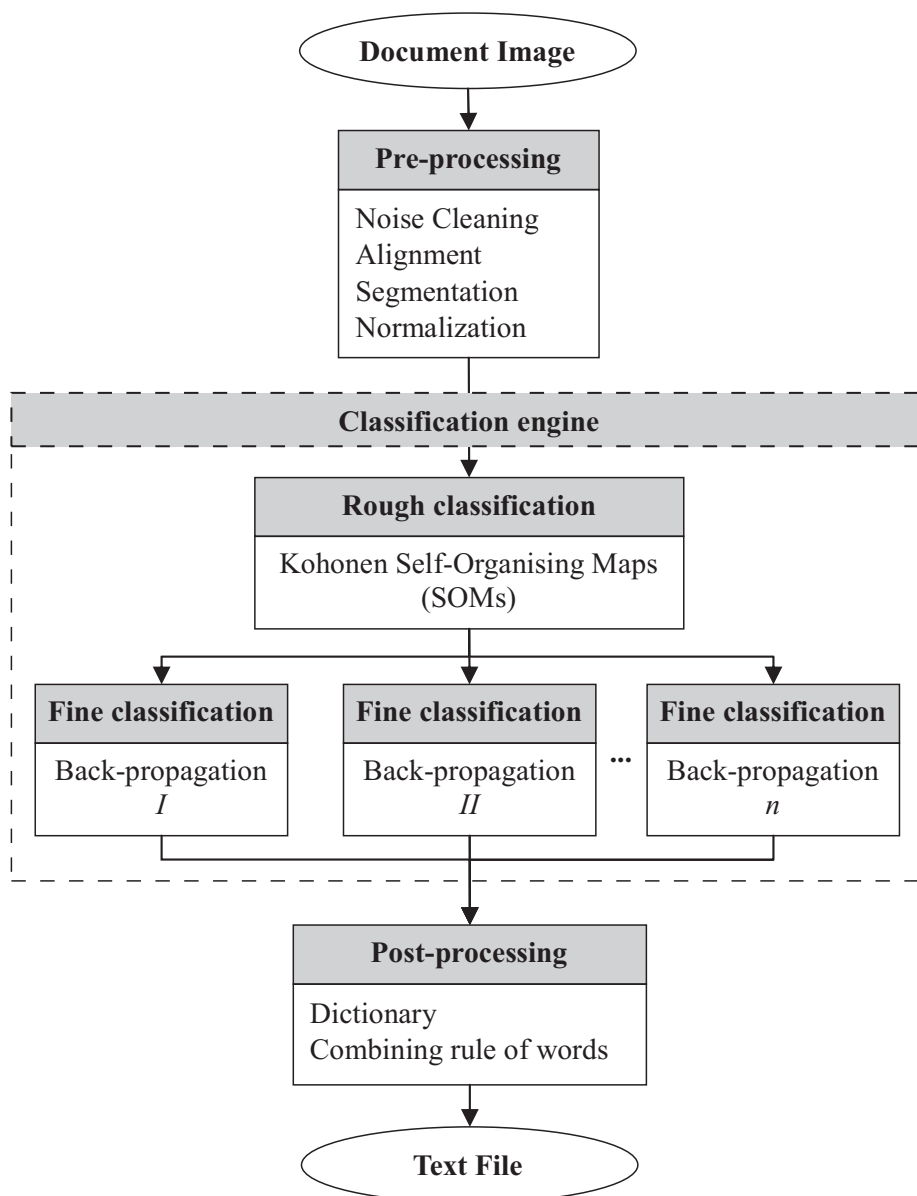 Document Image
Pre-processing
Noise Cleaning
Alignment
Segmentation
Normalization
Classification engine
Rough classification
Kohonen Self-Organising Maps
(SOMs)
Fine classification
Back-propagation
I
Fine classification
Back-propagation
II
...
Fine classification
Back-propagation
n
Post-processing
Dictionary
Combining rule of words
Text File